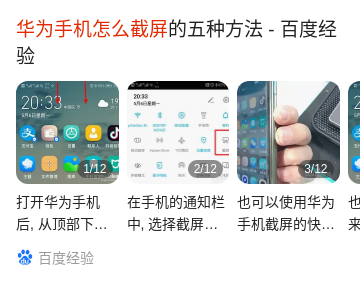 华为手机怎么截屏的五种方法 - 百度经
验
20:33
1/12
20:33
2/12
3/12
打开华为手机
后, 从顶部下…
在手机的通知栏
中, 选择截屏…
也可以使用华为
手机截屏的快…
百度经验